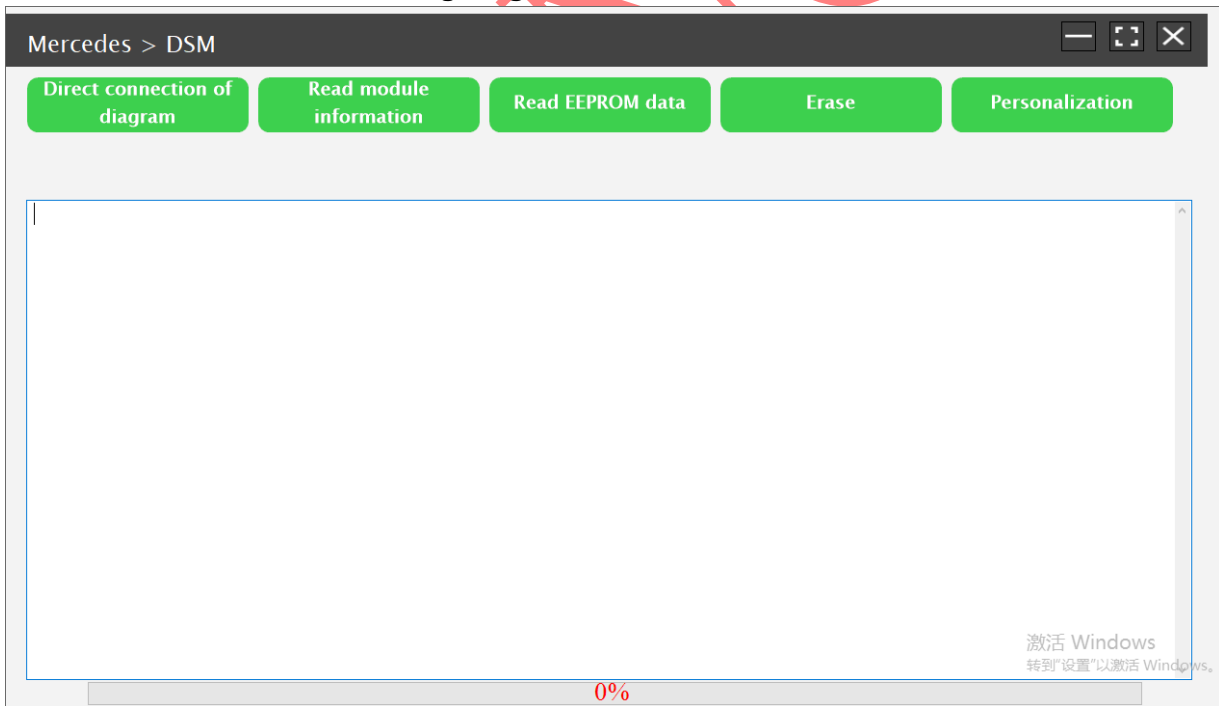 Mercedes > DSM
Direct connection of
diagram
Read module
information
Read EEPROM data
Erase
Personalization
激活 Windows
转到"设置"以激活 Windows。
0%